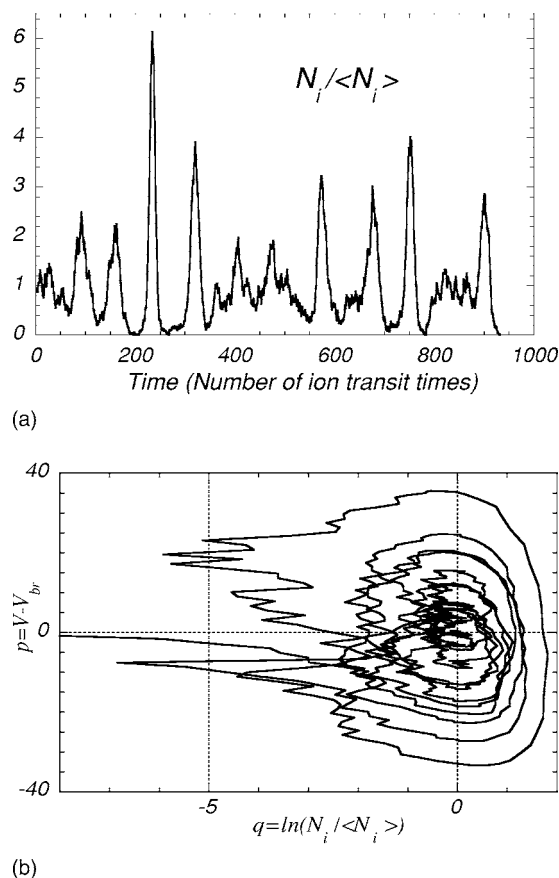 6
5
4
3
2
1
0
N_i/<N_i>
0 200 400 600 800 1000
Time (Number of ion transit times)
(a)
40
0
-40
p=V-V_br
-5 0
q=ln(N_i/<N_i>)
(b)